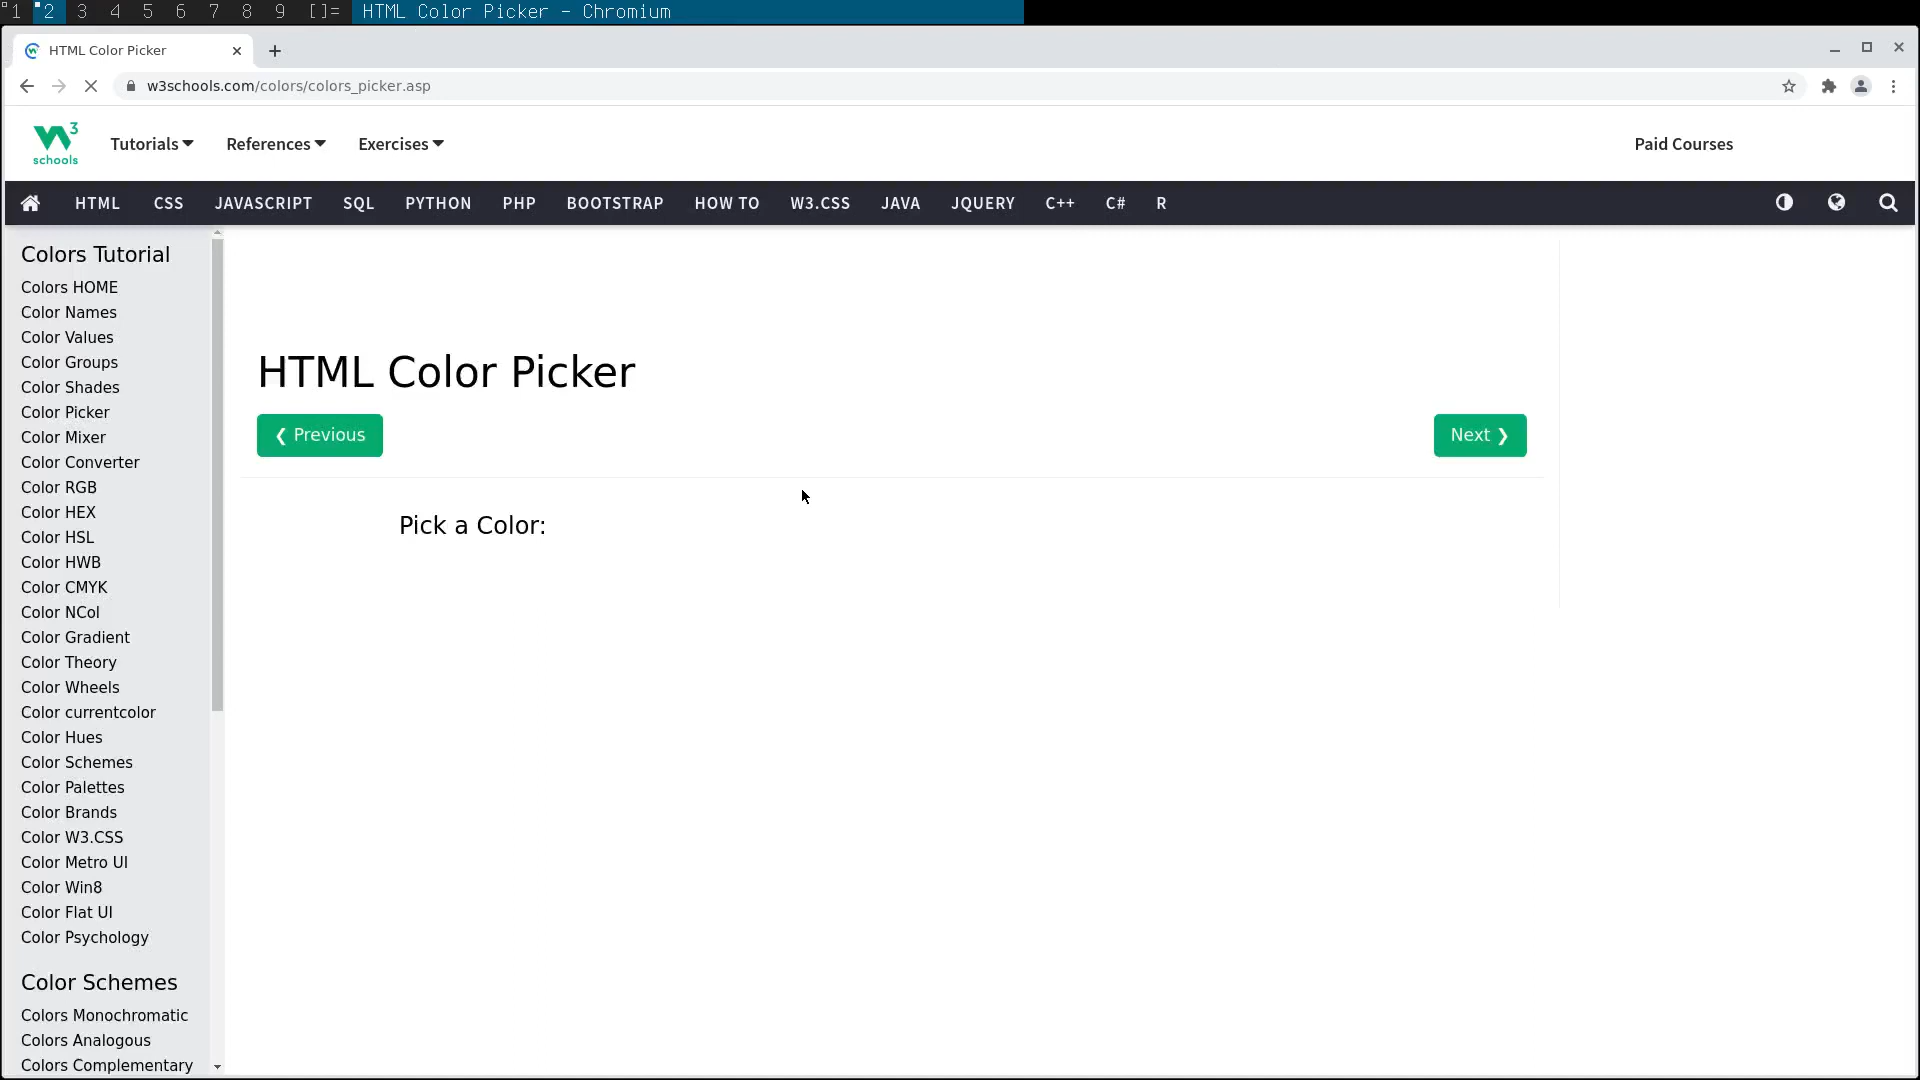 1 2 3 4 5 6 7 8 9 []= HTML Color Picker - Chromium
HTML Color Picker
w3schools.com/colors/colors_picker.asp
W3 schools
Tutorials References Exercises Paid Courses
HTML CSS JAVASCRIPT SQL PYTHON PHP BOOTSTRAP HOW TO W3.CSS JAVA JQUERY C++ C# R
Colors Tutorial
Colors HOME
Color Names
Color Values
Color Groups
Color Shades
Color Picker
Color Mixer
Color Converter
Color RGB
Color HEX
Color HSL
Color HWB
Color CMYK
Color NCol
Color Gradient
Color Theory
Color Wheels
Color currentcolor
Color Hues
Color Schemes
Color Palettes
Color Brands
Color W3.CSS
Color Metro UI
Color Win8
Color Flat UI
Color Psychology
Color Schemes
Colors Monochromatic
Colors Analogous
Colors Complementary
HTML Color Picker
❮ Previous
Next ❯
Pick a Color: